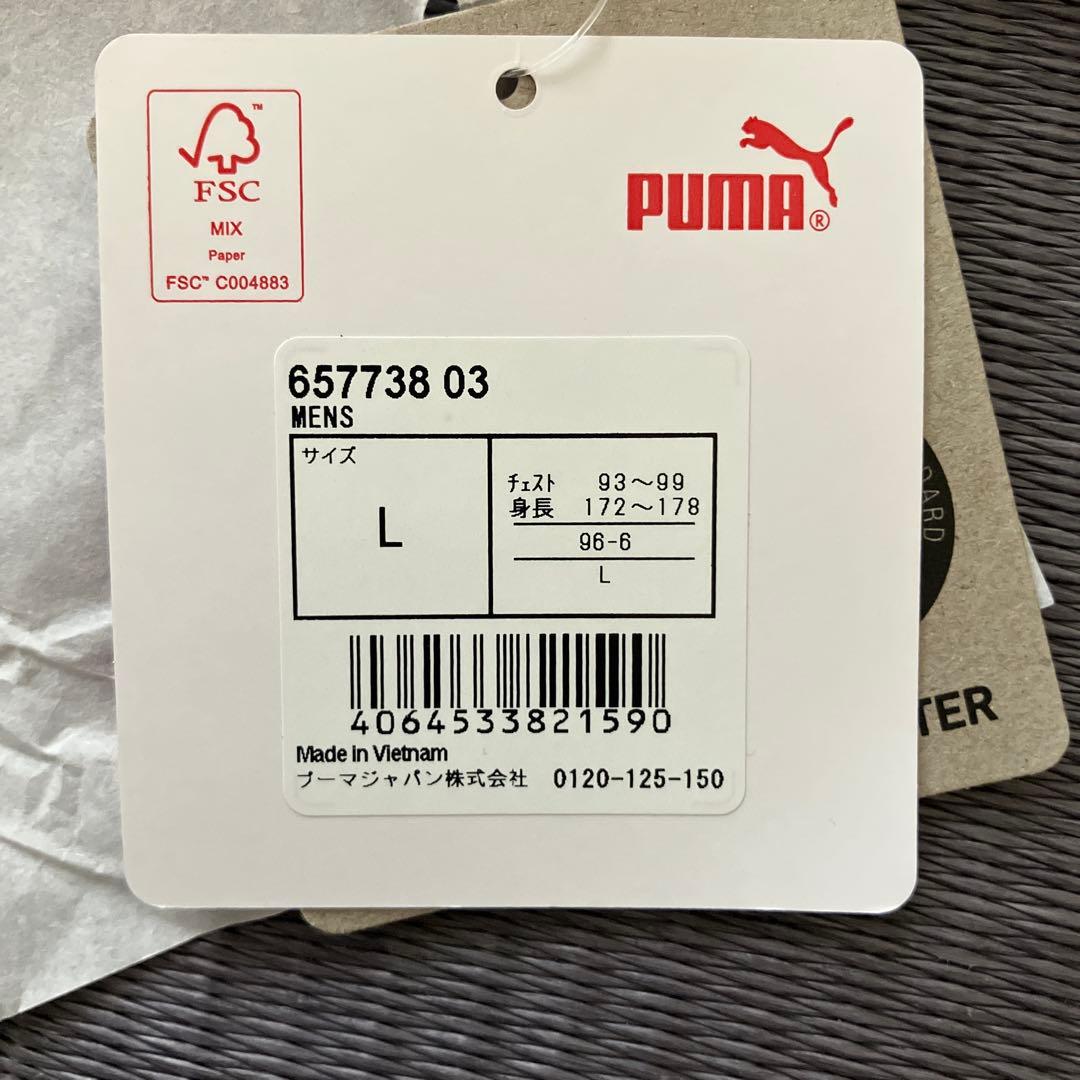 FSC
MIX
Paper
FSC™ C004883
PUMA®
657738 03
MENS
サイズ
L
チェスト 93～99
身長 172～178
96-6
L
4064533821590
Made in Vietnam
プーマジャパン株式会社 0120-125-150